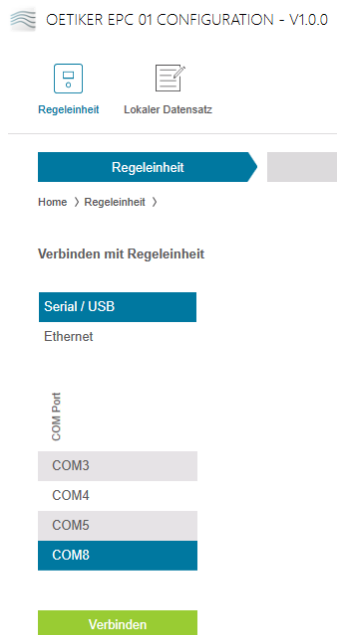 OETIKER EPC 01 CONFIGURATION - V1.0.0
Regeleinheit Lokaler Datensatz
Regeleinheit
Home 〉 Regeleinheit 〉
Verbinden mit Regeleinheit
Serial / USB
Ethernet
COM Port
COM3
COM4
COM5
COM8
Verbinden